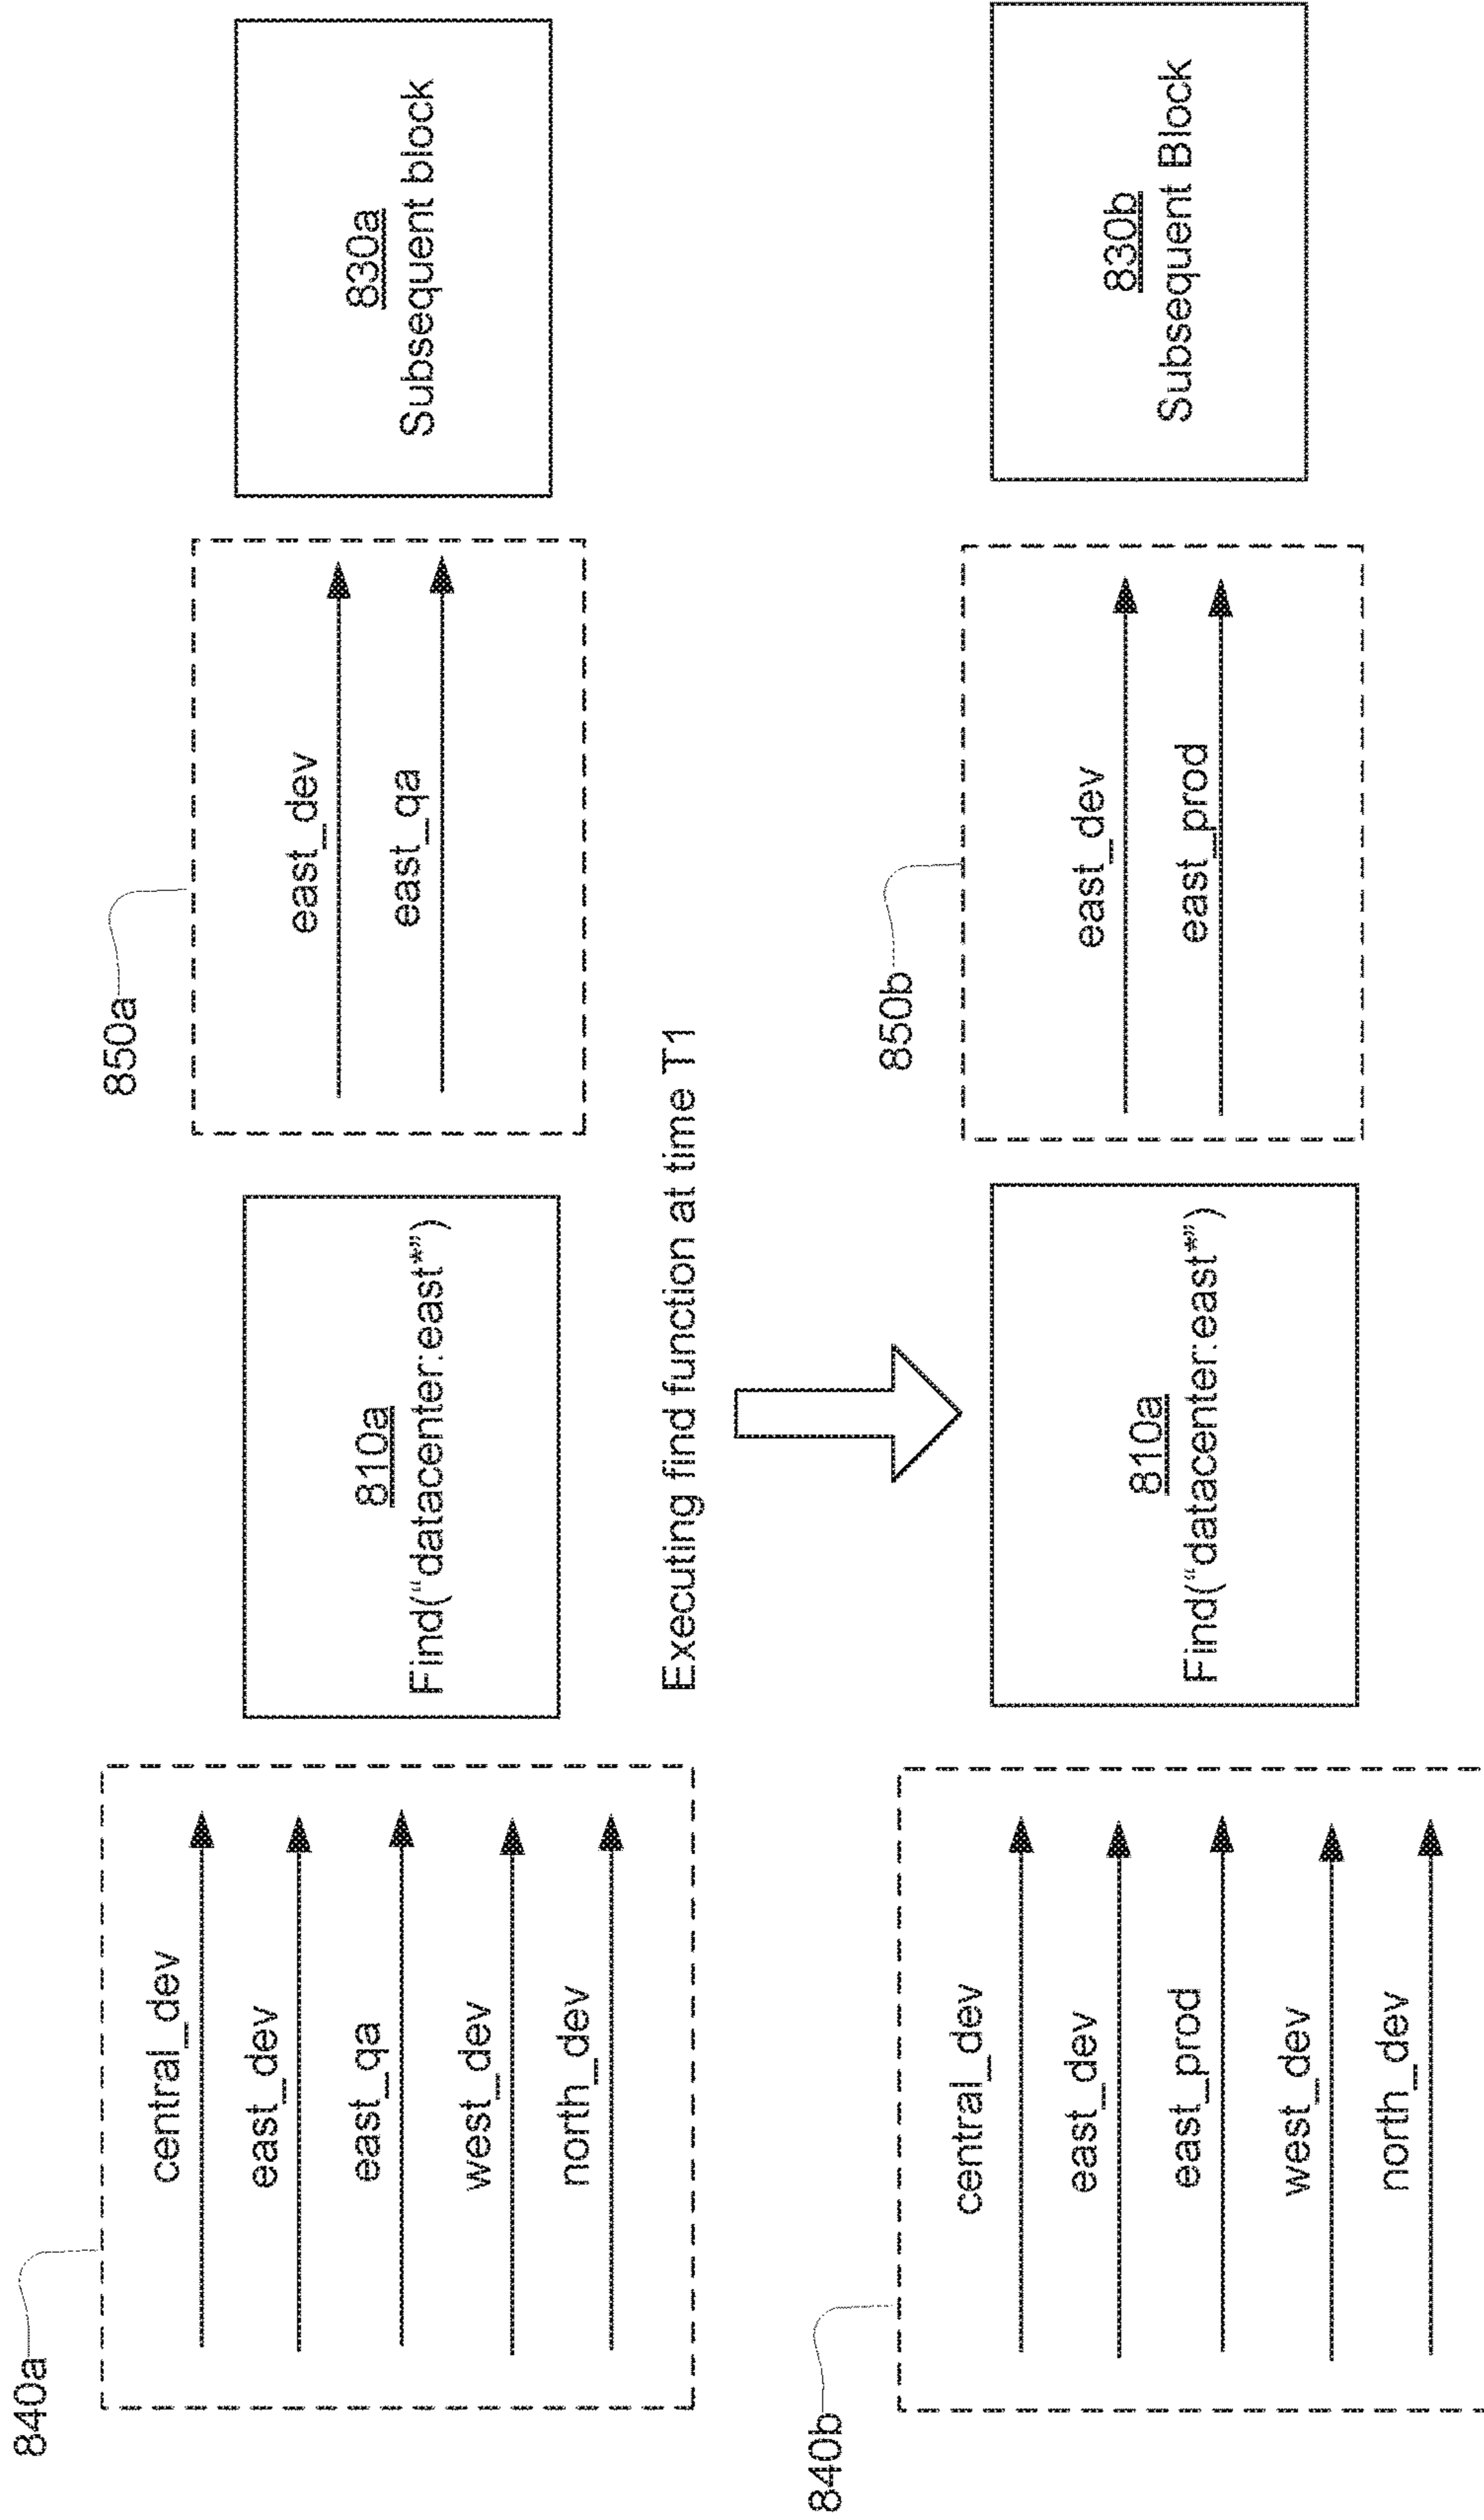 840a
central_dev
east_dev
east_qa
west_dev
north_dev
810a
Find(“datacenter:east*”)
850a
east_dev
east_qa
830a
Subsequent block
Executing find function at time T1
840b
central_dev
east_dev
east_prod
west_dev
north_dev
810a
Find(“datacenter:east*”)
850b
east_dev
east_prod
830b
Subsequent Block